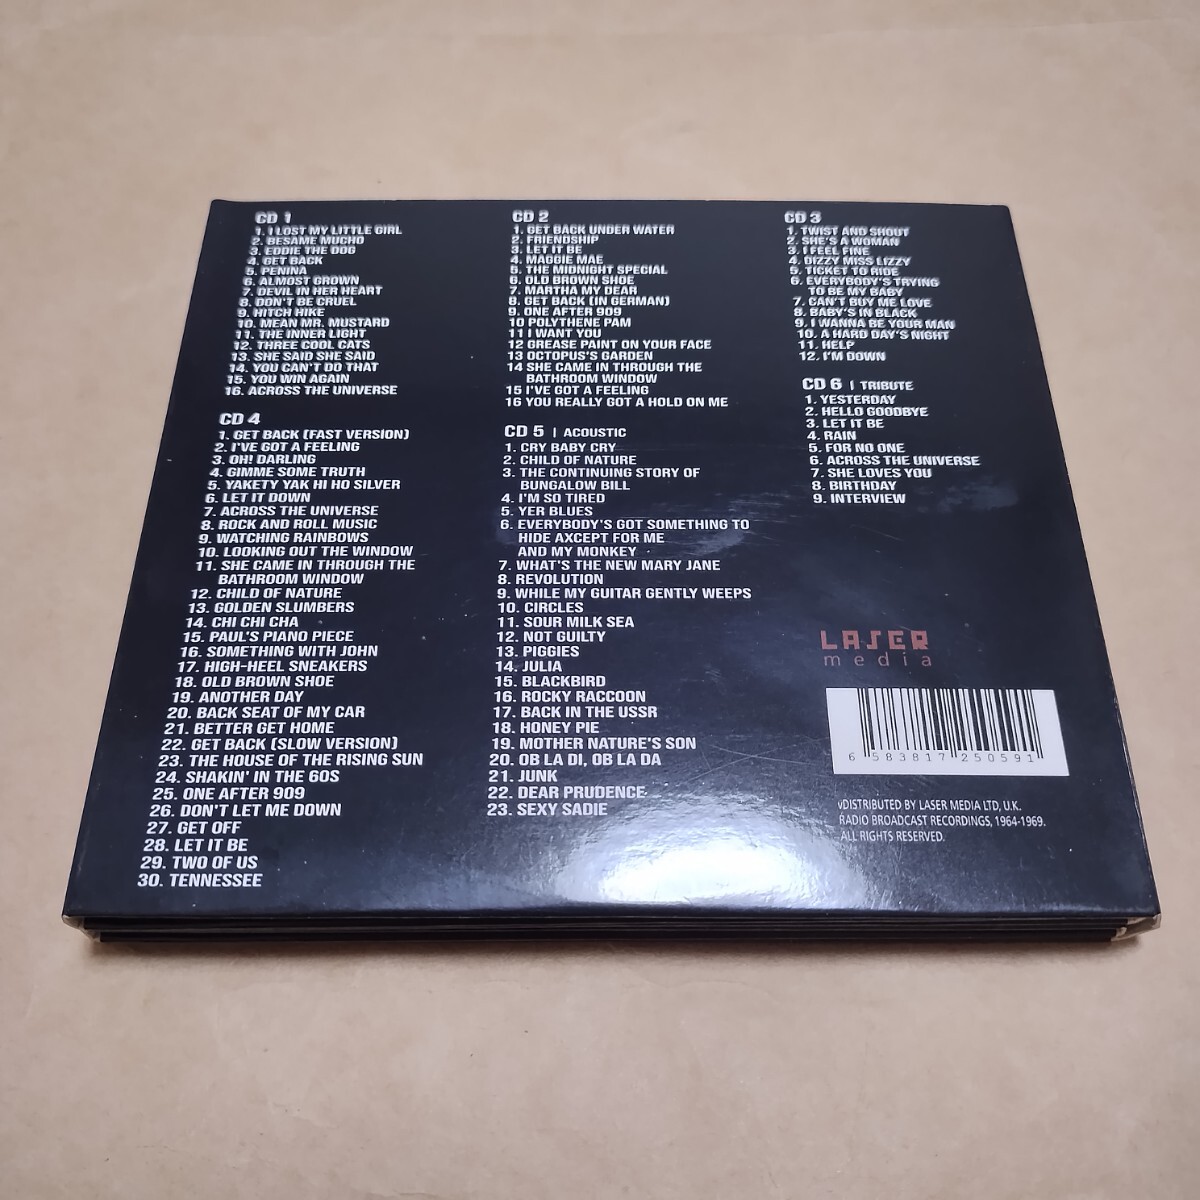 CD 1
1. I LOST MY LITTLE GIRL
2. BESAME MUCHO
3. EDDIE THE DOG
4. GET BACK
5. PENINA
6. ALMOST GROWN
7. DEVIL IN HER HEART
8. DON'T BE CRUEL
9. HITCH HIKE
10. MEAN MR. MUSTARD
11. THE INNER LIGHT
12. THREE COOL CATS
13. SHE SAID SHE SAID
14. YOU CAN'T DO THAT
15. YOU WIN AGAIN
16. ACROSS THE UNIVERSE
CD 2
1. GET BACK UNDER WATER
2. FRIENDSHIP
3. LET IT BE
4. MAGGIE MAE
5. THE MIDNIGHT SPECIAL
6. OLD BROWN SHOE
7. MARTHA MY DEAR
8. GET BACK (IN GERMAN)
9. ONE AFTER 909
10 POLYTHENE PAM
11 I WANT YOU
12 GREASE PAINT ON YOUR FACE
13 OCTOPUS'S GARDEN
14 SHE CAME IN THROUGH THE
BATHROOM WINDOW
15 I'VE GOT A FEELING
16 YOU REALLY GOT A HOLD ON ME
CD 3
1. TWIST AND SHOUT
2. SHE'S A WOMAN
3. I FEEL FINE
4. DIZZY MISS LIZZY
5. TICKET TO RIDE
6. EVERYBODY'S TRYING
TO BE MY BABY
7. CAN'T BUY ME LOVE
8. BABY'S IN BLACK
9. I WANNA BE YOUR MAN
10. A HARD DAY'S NIGHT
11. HELP
12. I'M DOWN
CD 4
1. GET BACK (FAST VERSION)
2. I'VE GOT A FEELING
3. OH! DARLING
4. GIMME SOME TRUTH
5. YAKETY YAK HI HO SILVER
6. LET IT DOWN
7. ACROSS THE UNIVERSE
8. ROCK AND ROLL MUSIC
9. WATCHING RAINBOWS
10. LOOKING OUT THE WINDOW
11. SHE CAME IN THROUGH THE
BATHROOM WINDOW
12. CHILD OF NATURE
13. GOLDEN SLUMBERS
14. CHI CHI CHA
15. PAUL'S PIANO PIECE
16. SOMETHING WITH JOHN
17. HIGH-HEEL SNEAKERS
18. OLD BROWN SHOE
19. ANOTHER DAY
20. BACK SEAT OF MY CAR
21. BETTER GET HOME
22. GET BACK (SLOW VERSION)
23. THE HOUSE OF THE RISING SUN
24. SHAKIN' IN THE 60S
25. ONE AFTER 909
26. DON'T LET ME DOWN
27. GET OFF
28. LET IT BE
29. TWO OF US
30. TENNESSEE
CD 5 | ACOUSTIC
1. CRY BABY CRY
2. CHILD OF NATURE
3. THE CONTINUING STORY OF
BUNGALOW BILL
4. I'M SO TIRED
5. YER BLUES
6. EVERYBODY'S GOT SOMETHING TO
HIDE AXCEPT FOR ME
AND MY MONKEY
7. WHAT'S THE NEW MARY JANE
8. REVOLUTION
9. WHILE MY GUITAR GENTLY WEEPS
10. CIRCLES
11. SOUR MILK SEA
12. NOT GUILTY
13. PIGGIES
14. JULIA
15. BLACKBIRD
16. ROCKY RACCOON
17. BACK IN THE USSR
18. HONEY PIE
19. MOTHER NATURE'S SON
20. OB LA DI, OB LA DA
21. JUNK
22. DEAR PRUDENCE
23. SEXY SADIE
CD 6 | TRIBUTE
1. YESTERDAY
2. HELLO GOODBYE
3. LET IT BE
4. RAIN
5. FOR NO ONE
6. ACROSS THE UNIVERSE
7. SHE LOVES YOU
8. BIRTHDAY
9. INTERVIEW
LASER
media
6 583817 250591
vDISTRIBUTED BY LASER MEDIA LTD, U.K.
RADIO BROADCAST RECORDINGS, 1964-1969.
ALL RIGHTS RESERVED.